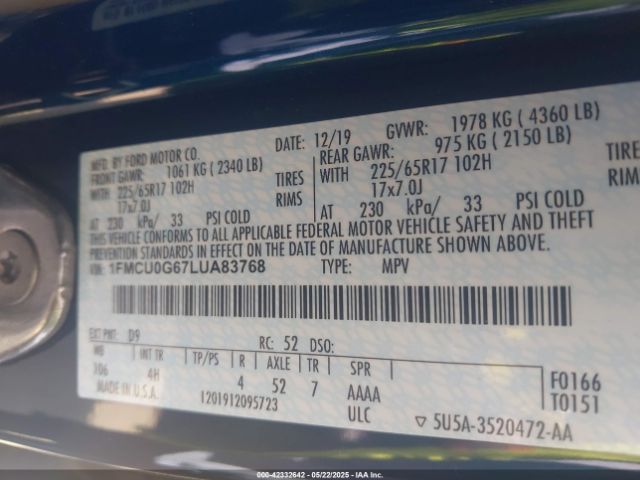 MFD. BY FORD MOTOR CO.
DATE: 12/19 GVWR: 1978 KG ( 4360 LB)
FRONT GAWR: 1061 KG ( 2340 LB) REAR GAWR: 975 KG ( 2150 LB)
WITH 225/65R17 102H TIRES WITH 225/65R17 102H TIRES
17x7.0J RIMS 17x7.0J RIMS
AT 230 kPa/ 33 PSI COLD AT 230 kPa/ 33 PSI COLD
THIS VEHICLE CONFORMS TO ALL APPLICABLE FEDERAL MOTOR VEHICLE SAFETY AND THEFT
PREVENTION STANDARDS IN EFFECT ON THE DATE OF MANUFACTURE SHOWN ABOVE.
VIN: 1FMCU0G67LUA83768 TYPE: MPV
EXT PNT: D9 RC: 52 DSO:
WB INT TR TP/PS R AXLE TR SPR
106 4H 4 52 7 AAAA
MADE IN U.S.A. 1201912095723 ULC
F0166
T0151
▽ 5U5A-3520472-AA
000-42332642 - 05/22/2025 - IAA Inc.